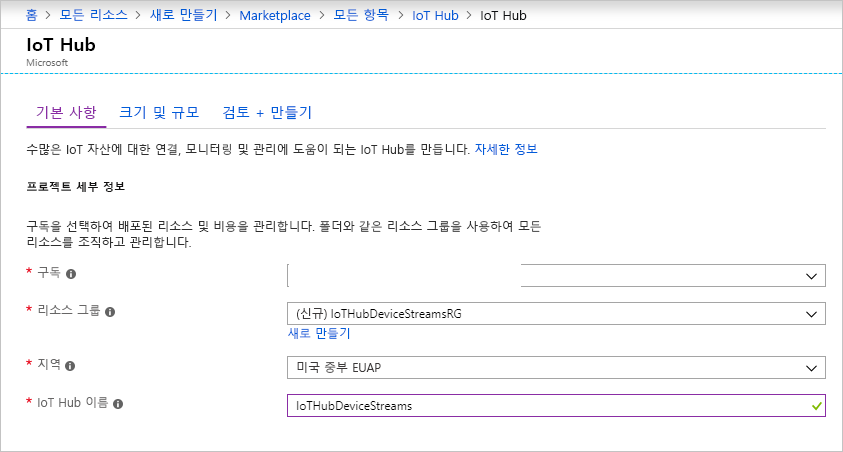 홈 > 모든 리소스 > 새로 만들기 > Marketplace > 모든 항목 > IoT Hub > IoT Hub
IoT Hub
Microsoft
기본 사항 크기 및 규모 검토 + 만들기
수많은 IoT 자산에 대한 연결, 모니터링 및 관리에 도움이 되는 IoT Hub를 만듭니다. 자세한 정보
프로젝트 세부 정보
구독을 선택하여 배포된 리소스 및 비용을 관리합니다. 폴더와 같은 리소스 그룹을 사용하여 모든
리소스를 조직하고 관리합니다.
* 구독
* 리소스 그룹 (신규) IoTHubDeviceStreamsRG
새로 만들기
* 지역 미국 중부 EUAP
* IoT Hub 이름 IoTHubDeviceStreams